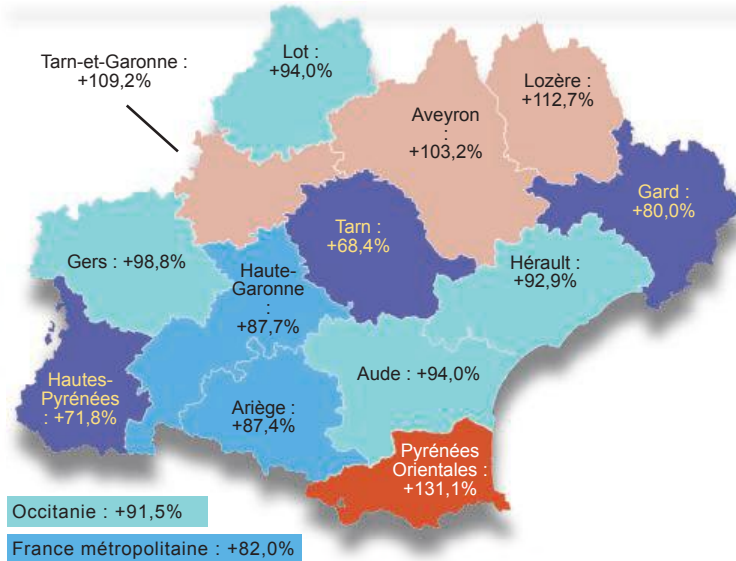 Lot :
+94,0%
Tarn-et-Garonne :
+109,2%
Lozère :
+112,7%
Aveyron
:
+103,2%
Gard :
+80,0%
Tarn :
+68,4%
Gers : +98,8%
Haute-
Garonne
:
+87,7%
Hérault :
+92,9%
Hautes-
Pyrénées
: +71,8%
Ariège :
+87,4%
Aude : +94,0%
Pyrénées
Orientales :
+131,1%
Occitanie : +91,5%
France métropolitaine : +82,0%